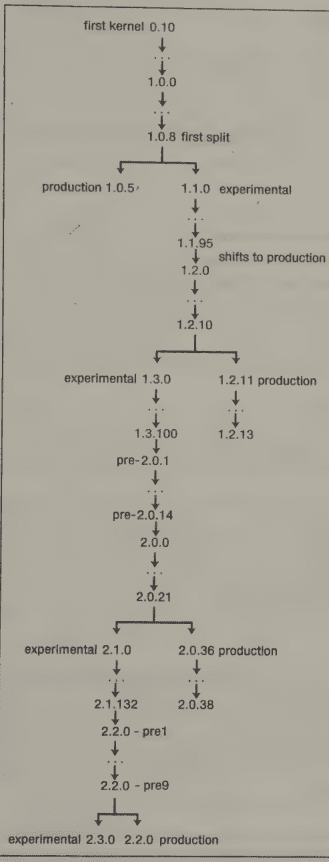 first kernel 0.10
...
1.0.0
...
1.0.8 first split
production 1.0.5 1.1.0 experimental
...
1.1.95
shifts to production
1.2.0
...
1.2.10
experimental 1.3.0 1.2.11 production
... ...
1.3.100 1.2.13
pre-2.0.1
...
pre-2.0.14
2.0.0
...
2.0.21
experimental 2.1.0 2.0.36 production
... ...
2.1.132 2.0.38
2.2.0 - pre1
...
2.2.0 - pre9
experimental 2.3.0 2.2.0 production